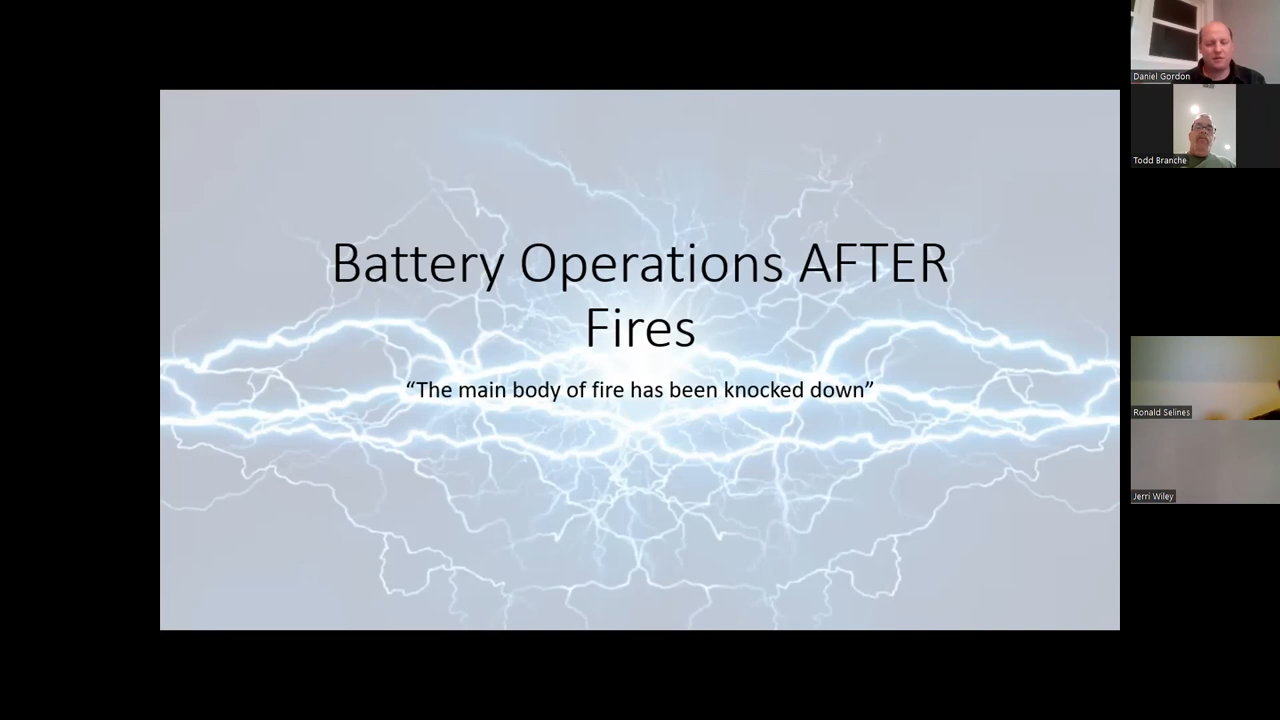 Battery Operations AFTER
Fires
“The main body of fire has been knocked down”
Daniel Gordon
Todd Branche
Ronald Selines
Jerri Wiley